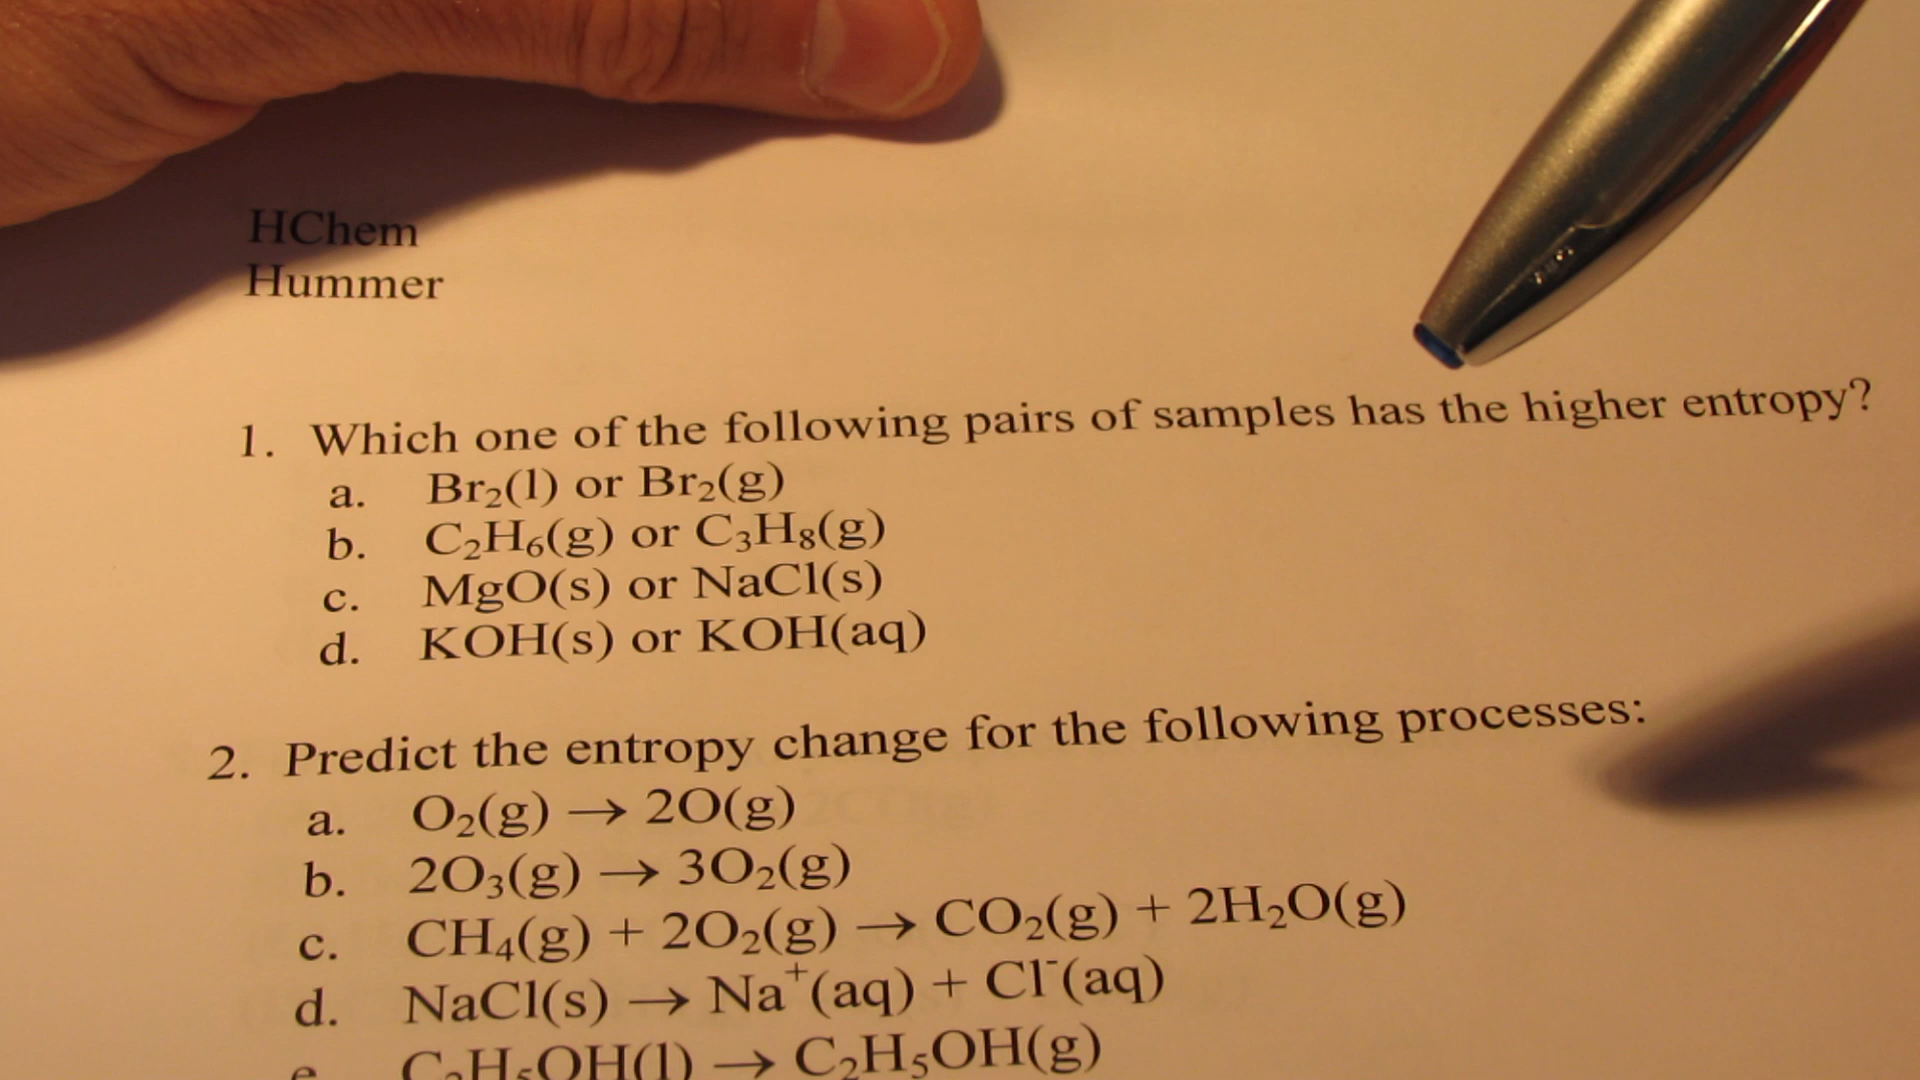 HChem
Hummer
1. Which one of the following pairs of samples has the higher entropy?
a. Br₂(l) or Br₂(g)
b. C₂H₆(g) or C₃H₈(g)
c. MgO(s) or NaCl(s)
d. KOH(s) or KOH(aq)
2. Predict the entropy change for the following processes:
a. O₂(g) → 2O(g)
b. 2O₃(g) → 3O₂(g)
c. CH₄(g) + 2O₂(g) → CO₂(g) + 2H₂O(g)
d. NaCl(s) → Na⁺(aq) + Cl⁻(aq)
e. C₂H₅OH(l) → C₂H₅OH(g)